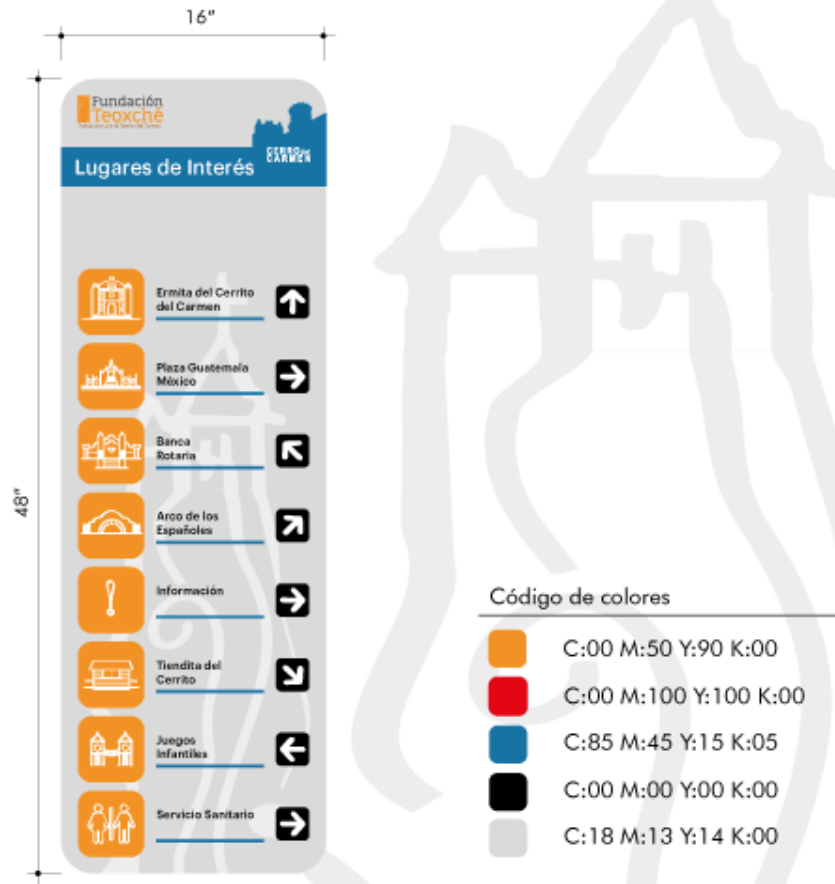 16"
48"
Fundación
Teoxché
CERRO DEL
CARMEN
Lugares de Interés
Ermita del Cerrito
del Carmen
Plaza Guatemala
México
Banca
Rotaria
Arco de los
Españoles
Información
Tiendita del
Cerrito
Juegos
Infantiles
Servicio Sanitario
Código de colores
C:00 M:50 Y:90 K:00
C:00 M:100 Y:100 K:00
C:85 M:45 Y:15 K:05
C:00 M:00 Y:00 K:00
C:18 M:13 Y:14 K:00